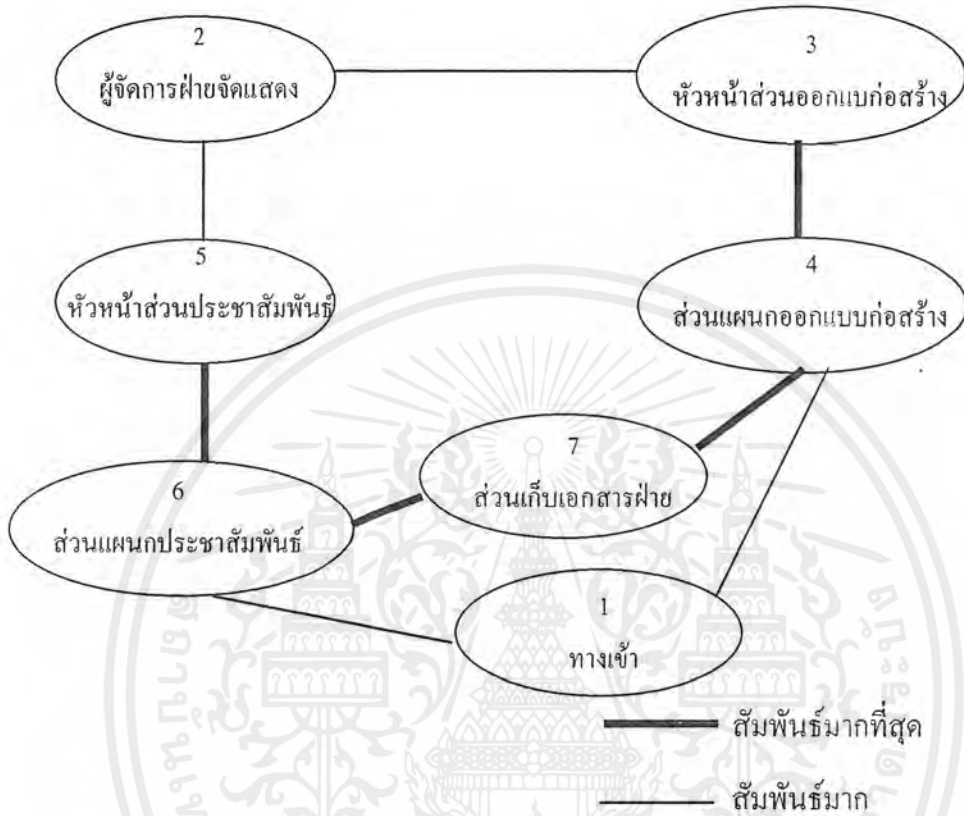 2
ผู้จัดการฝ่ายจัดแสดง
3
หัวหน้าส่วนออกแบก่อสร้าง
5
หัวหน้าส่วนประชาสัมพันธ์
4
ส่วนแผนกออกแบบก่อสร้าง
7
ส่วนเก็บเอกสารฝ่าย
6
ส่วนแผนกประชาสัมพันธ์
1
ทางเข้า
สัมพันธ์มากที่สุด
สัมพันธ์มาก